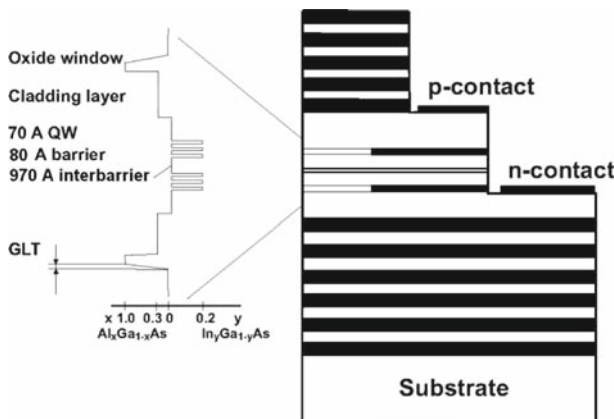 Oxide window
Cladding layer
70 A QW
80 A barrier
970 A interbarrier
GLT
x 1.0 0.3 0 0.2 y
AlxGa1-xAs InyGa1-yAs
p-contact
n-contact
Substrate